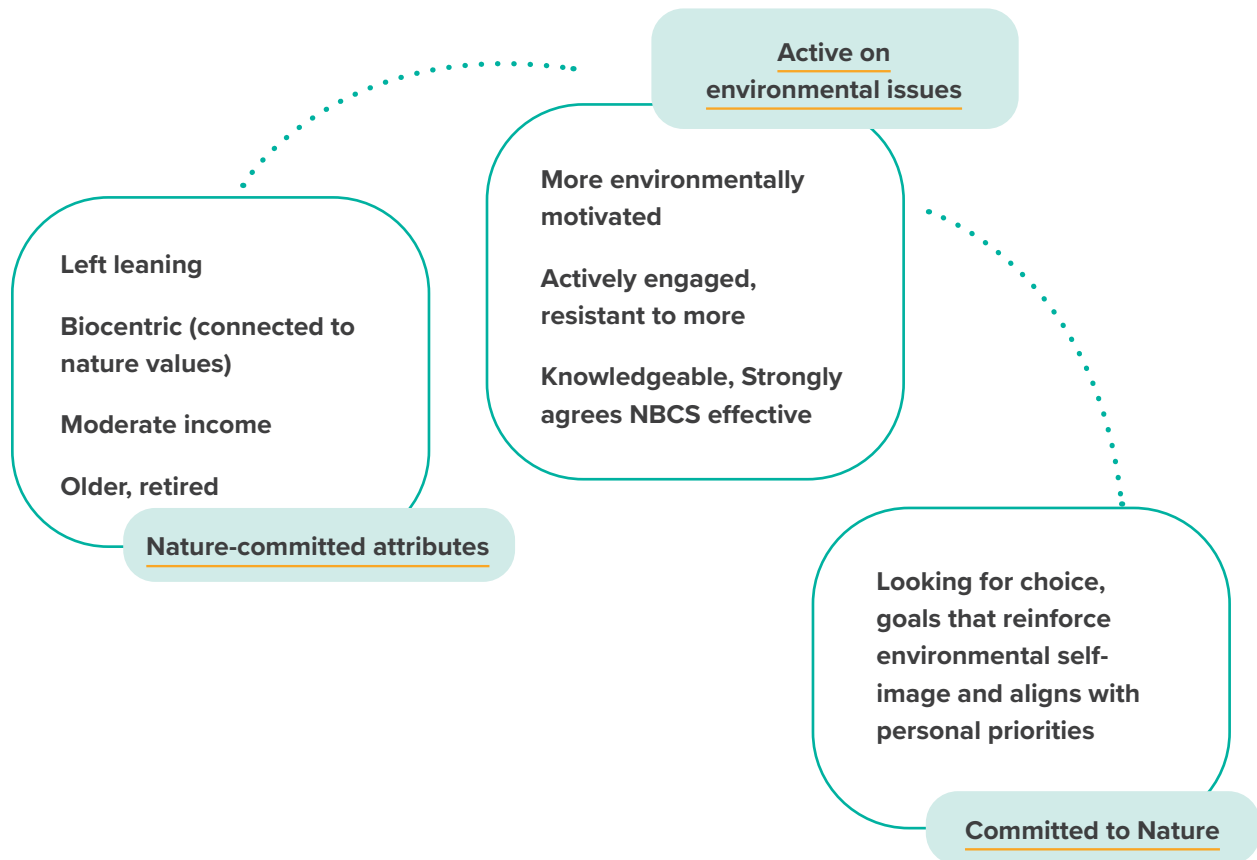 Active on
environmental issues
More environmentally
motivated
Actively engaged,
resistant to more
Knowledgeable, Strongly
agrees NBCS effective
Left leaning
Biocentric (connected to
nature values)
Moderate income
Older, retired
Nature-committed attributes
Looking for choice,
goals that reinforce
environmental self-
image and aligns with
personal priorities
Committed to Nature